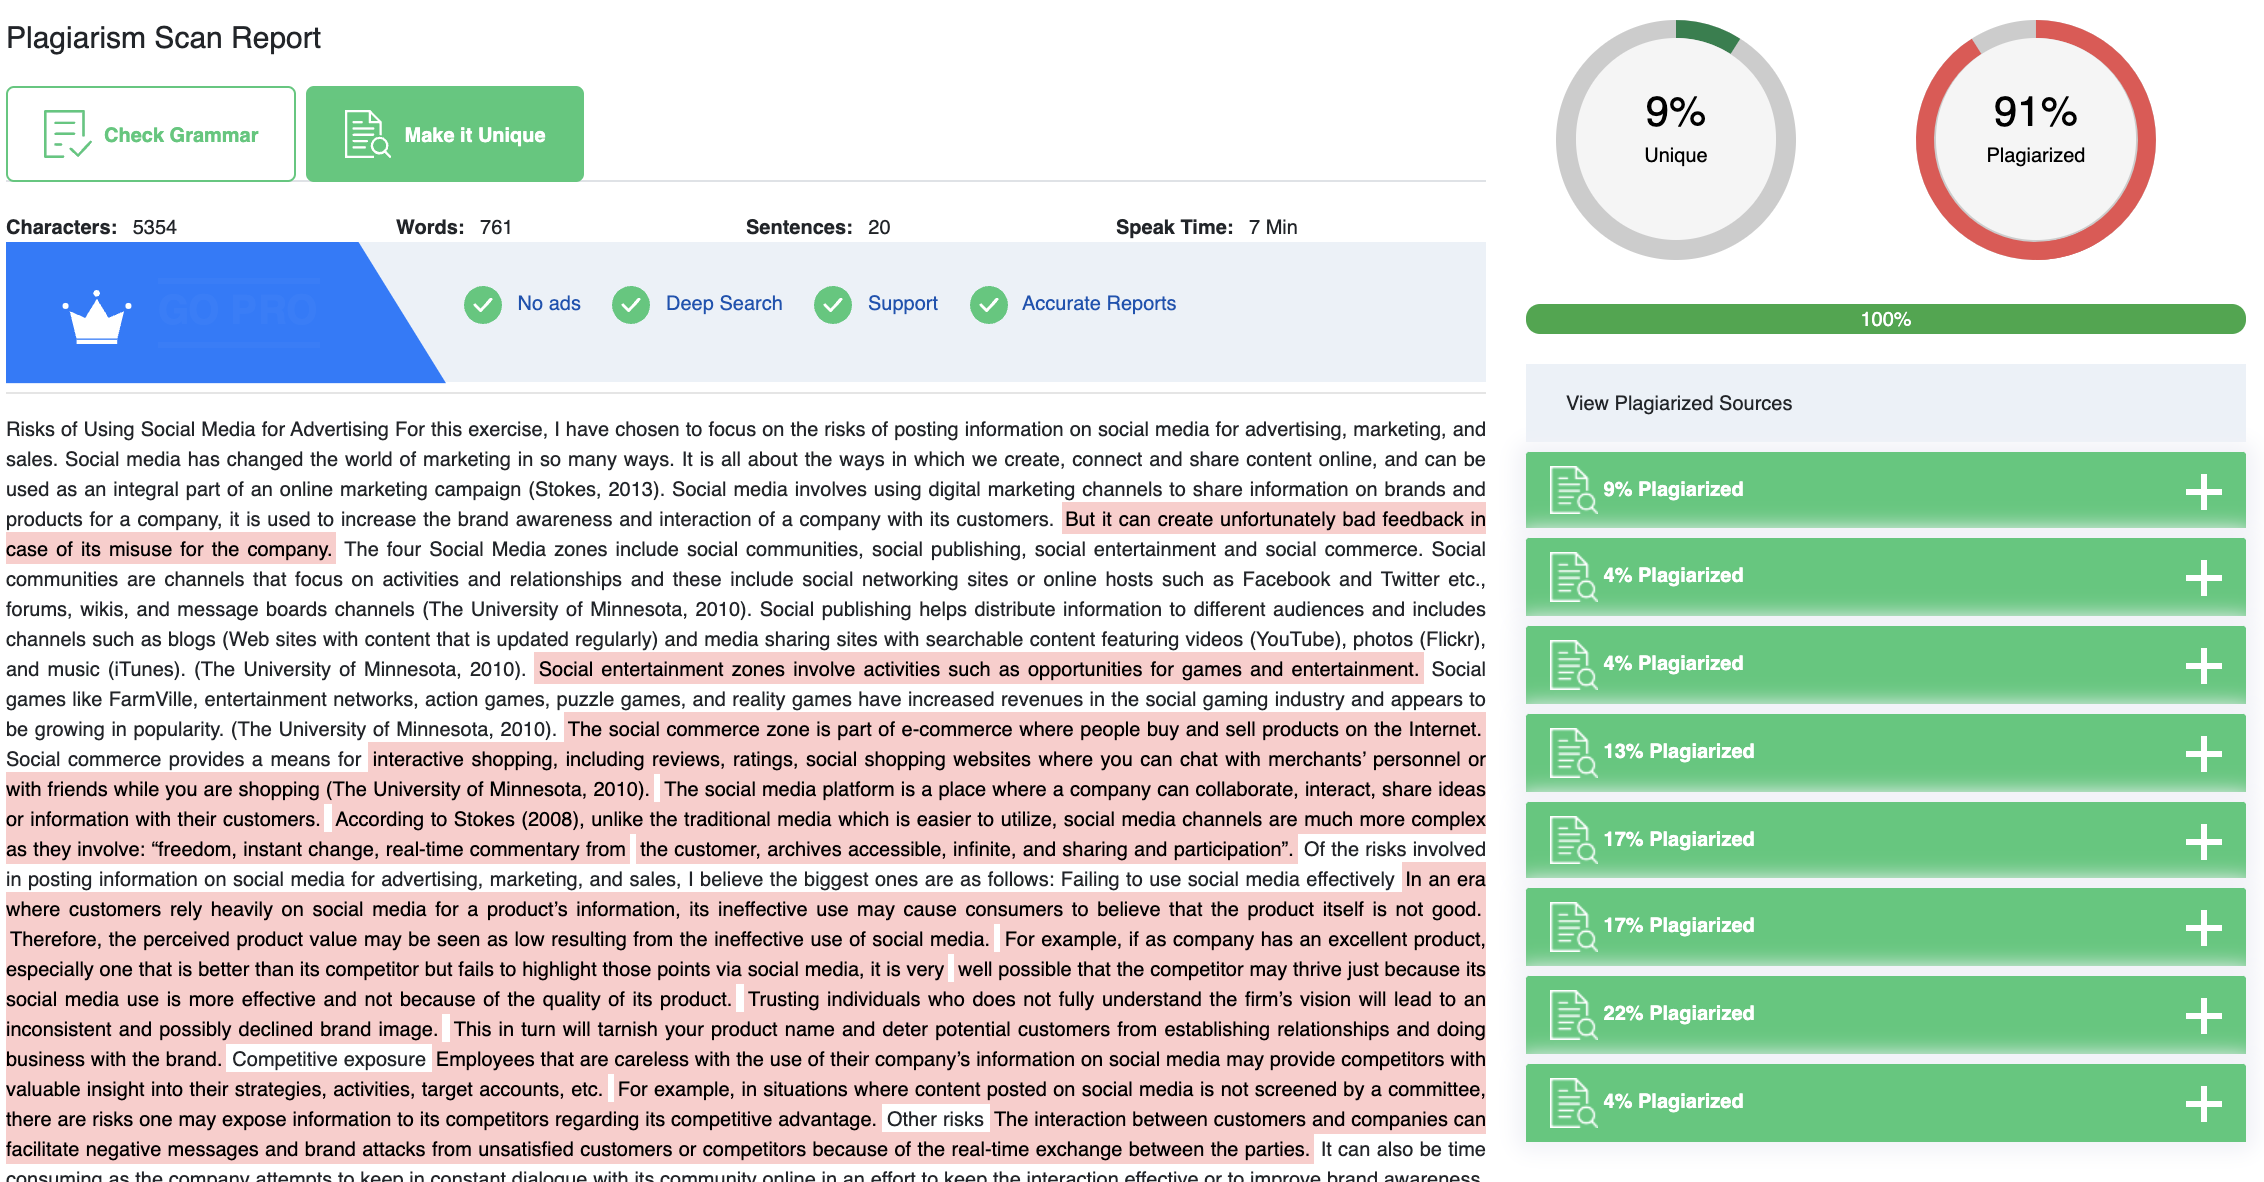 Plagiarism Scan Report
Check Grammar
Make it Unique
Characters: 5354 Words: 761 Sentences: 20 Speak Time: 7 Min
GO PRO
No ads Deep Search Support Accurate Reports
Risks of Using Social Media for Advertising For this exercise, I have chosen to focus on the risks of posting information on social media for advertising, marketing, and
sales. Social media has changed the world of marketing in so many ways. It is all about the ways in which we create, connect and share content online, and can be
used as an integral part of an online marketing campaign (Stokes, 2013). Social media involves using digital marketing channels to share information on brands and
products for a company, it is used to increase the brand awareness and interaction of a company with its customers. But it can create unfortunately bad feedback in
case of its misuse for the company. The four Social Media zones include social communities, social publishing, social entertainment and social commerce. Social
communities are channels that focus on activities and relationships and these include social networking sites or online hosts such as Facebook and Twitter etc.,
forums, wikis, and message boards channels (The University of Minnesota, 2010). Social publishing helps distribute information to different audiences and includes
channels such as blogs (Web sites with content that is updated regularly) and media sharing sites with searchable content featuring videos (YouTube), photos (Flickr),
and music (iTunes). (The University of Minnesota, 2010). Social entertainment zones involve activities such as opportunities for games and entertainment. Social
games like FarmVille, entertainment networks, action games, puzzle games, and reality games have increased revenues in the social gaming industry and appears to
be growing in popularity. (The University of Minnesota, 2010). The social commerce zone is part of e-commerce where people buy and sell products on the Internet.
Social commerce provides a means for interactive shopping, including reviews, ratings, social shopping websites where you can chat with merchants’ personnel or
with friends while you are shopping (The University of Minnesota, 2010). The social media platform is a place where a company can collaborate, interact, share ideas
or information with their customers. According to Stokes (2008), unlike the traditional media which is easier to utilize, social media channels are much more complex
as they involve: “freedom, instant change, real-time commentary from the customer, archives accessible, infinite, and sharing and participation”. Of the risks involved
in posting information on social media for advertising, marketing, and sales, I believe the biggest ones are as follows: Failing to use social media effectively In an era
where customers rely heavily on social media for a product’s information, its ineffective use may cause consumers to believe that the product itself is not good.
Therefore, the perceived product value may be seen as low resulting from the ineffective use of social media. For example, if as company has an excellent product,
especially one that is better than its competitor but fails to highlight those points via social media, it is very well possible that the competitor may thrive just because its
social media use is more effective and not because of the quality of its product. Trusting individuals who does not fully understand the firm’s vision will lead to an
inconsistent and possibly declined brand image. This in turn will tarnish your product name and deter potential customers from establishing relationships and doing
business with the brand. Competitive exposure Employees that are careless with the use of their company’s information on social media may provide competitors with
valuable insight into their strategies, activities, target accounts, etc. For example, in situations where content posted on social media is not screened by a committee,
there are risks one may expose information to its competitors regarding its competitive advantage. Other risks The interaction between customers and companies can
facilitate negative messages and brand attacks from unsatisfied customers or competitors because of the real-time exchange between the parties. It can also be time
consuming as the company attempts to keep in constant dialogue with its community online in an effort to keep the interaction effective or to improve brand awareness.
9%
Unique
91%
Plagiarized
100%
View Plagiarized Sources
9% Plagiarized
4% Plagiarized
4% Plagiarized
13% Plagiarized
17% Plagiarized
17% Plagiarized
22% Plagiarized
4% Plagiarized